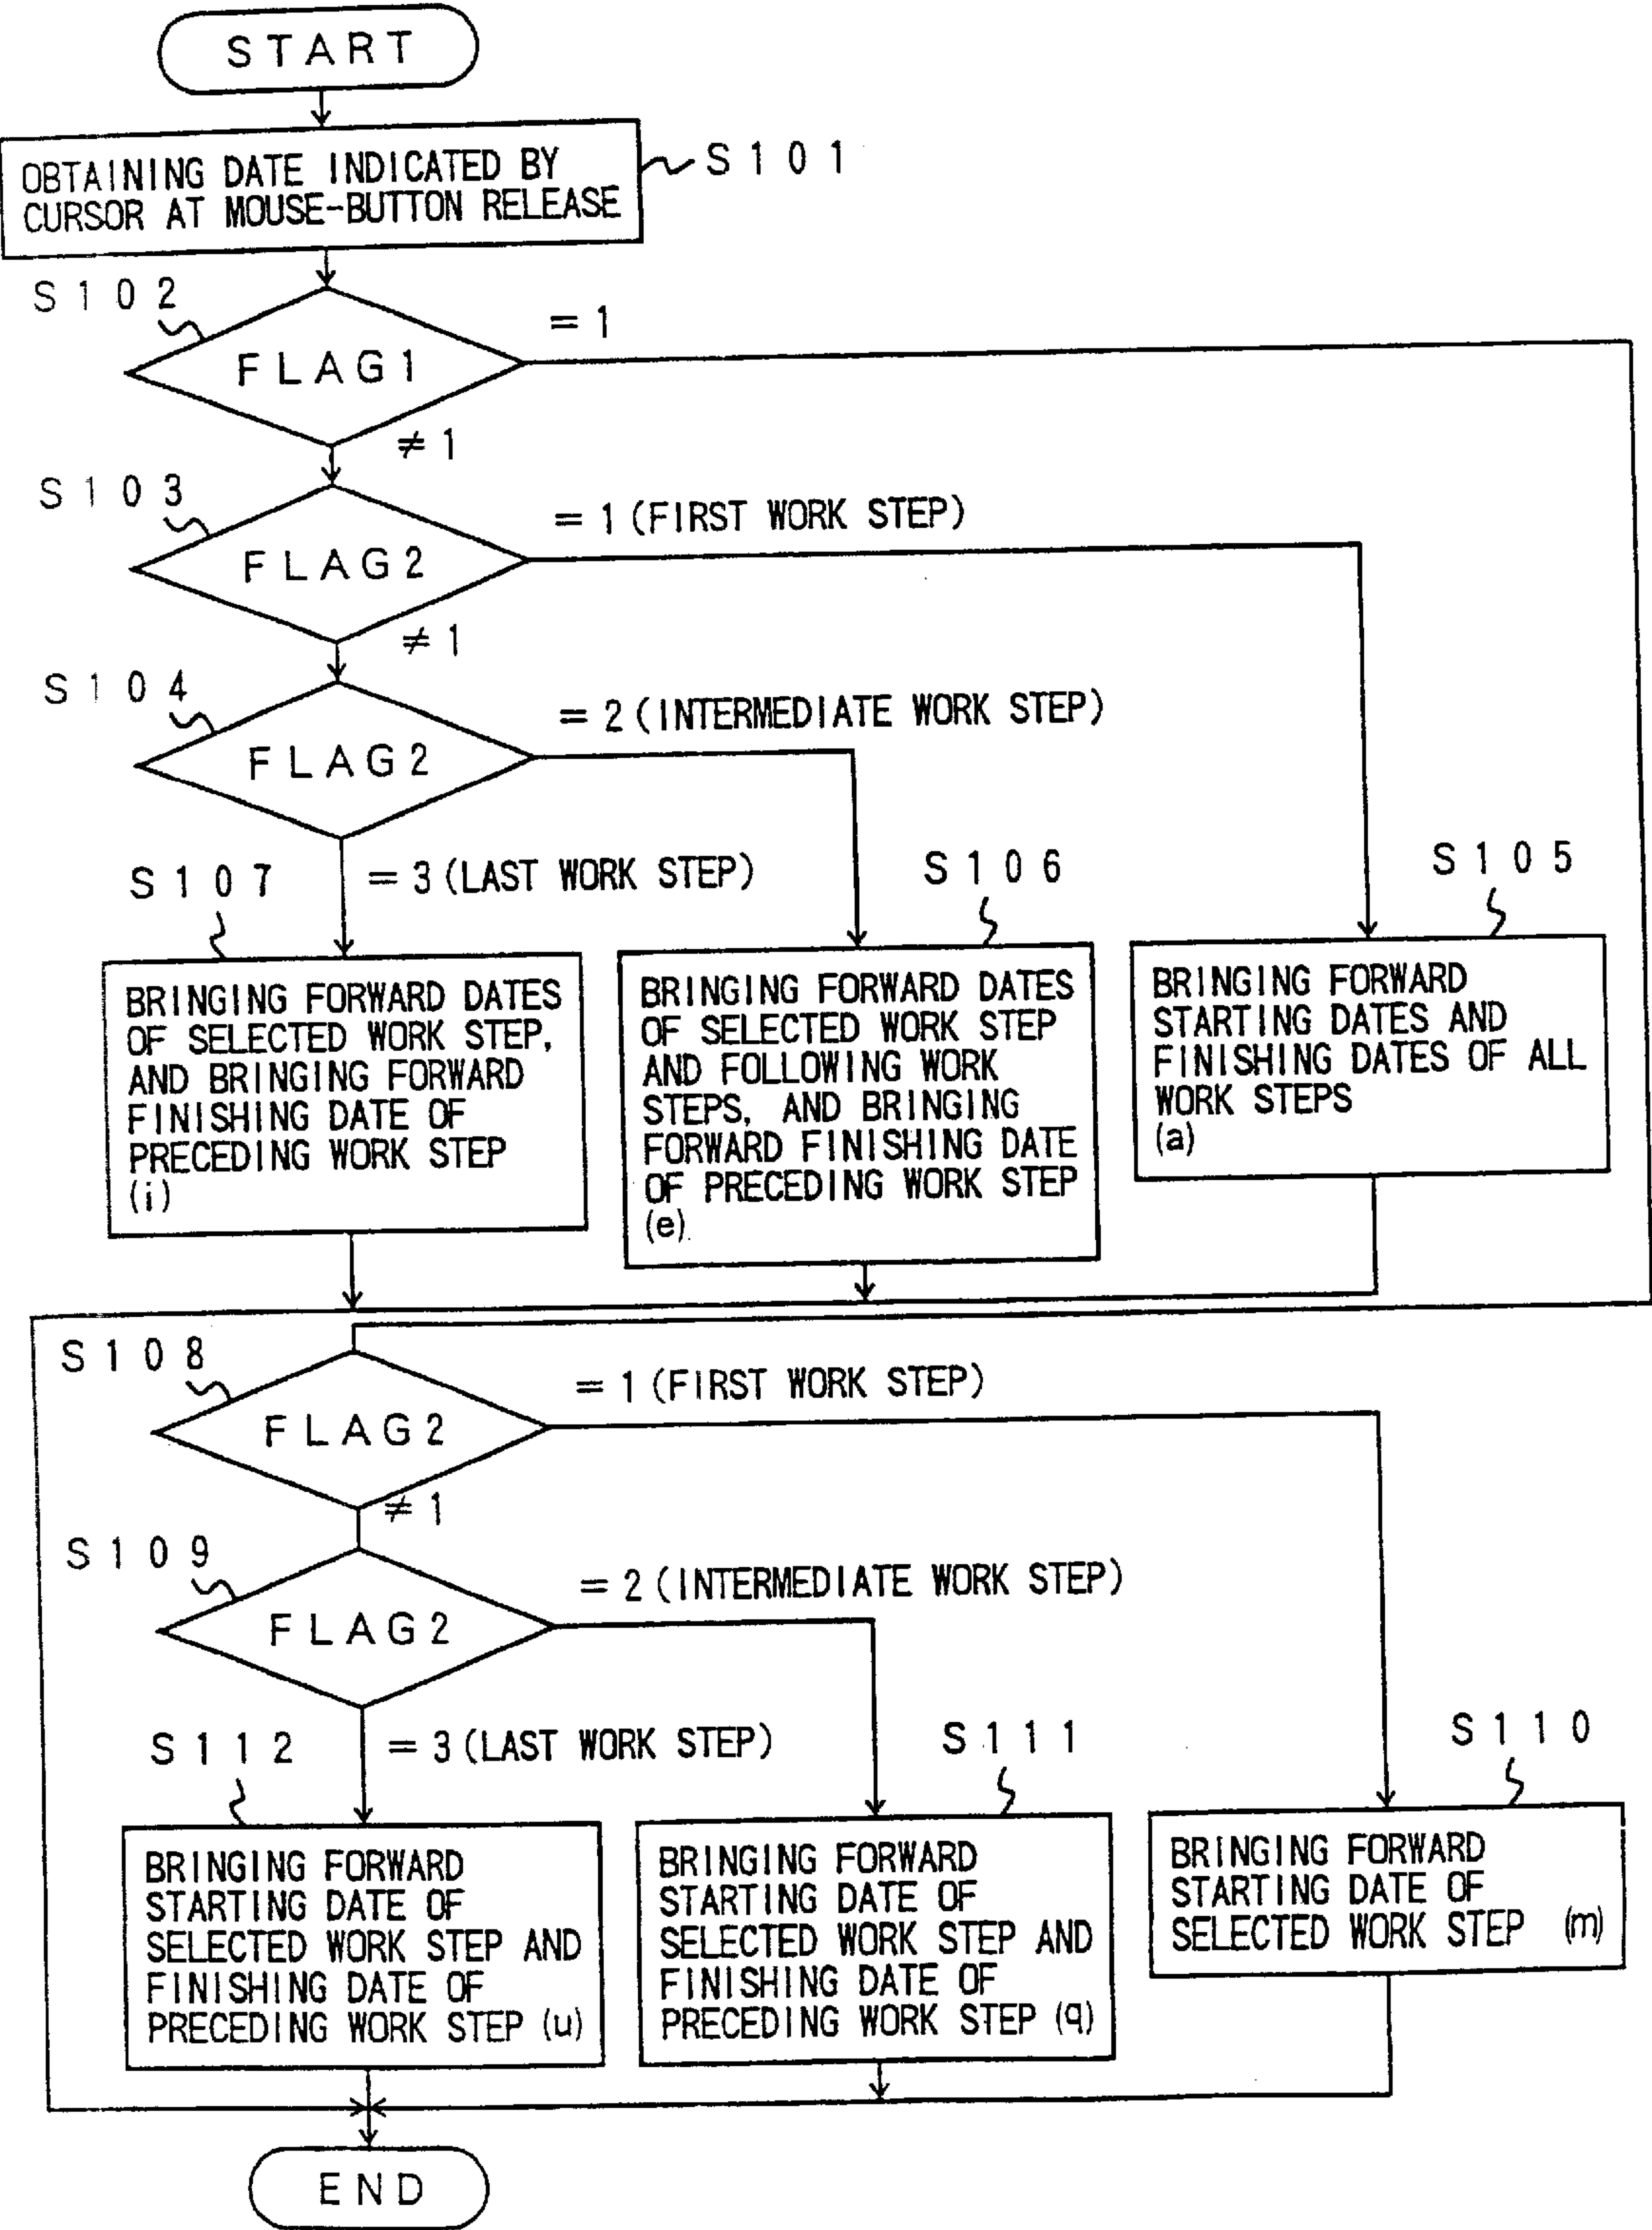 START
OBTAINING DATE INDICATED BY
CURSOR AT MOUSE-BUTTON RELEASE
S101
S102
FLAG1
= 1
≠ 1
S103
FLAG2
= 1 (FIRST WORK STEP)
≠ 1
S104
FLAG2
= 2 (INTERMEDIATE WORK STEP)
= 3 (LAST WORK STEP)
S107
BRINGING FORWARD DATES
OF SELECTED WORK STEP,
AND BRINGING FORWARD
FINISHING DATE OF
PRECEDING WORK STEP
(i)
S106
BRINGING FORWARD DATES
OF SELECTED WORK STEP
AND FOLLOWING WORK
STEPS, AND BRINGING
FORWARD FINISHING DATE
OF PRECEDING WORK STEP
(e)
S105
BRINGING FORWARD
STARTING DATES AND
FINISHING DATES OF ALL
WORK STEPS
(a)
S108
FLAG2
= 1 (FIRST WORK STEP)
≠ 1
S109
FLAG2
= 2 (INTERMEDIATE WORK STEP)
= 3 (LAST WORK STEP)
S112
BRINGING FORWARD
STARTING DATE OF
SELECTED WORK STEP AND
FINISHING DATE OF
PRECEDING WORK STEP (u)
S111
BRINGING FORWARD
STARTING DATE OF
SELECTED WORK STEP AND
FINISHING DATE OF
PRECEDING WORK STEP (q)
S110
BRINGING FORWARD
STARTING DATE OF
SELECTED WORK STEP (m)
END